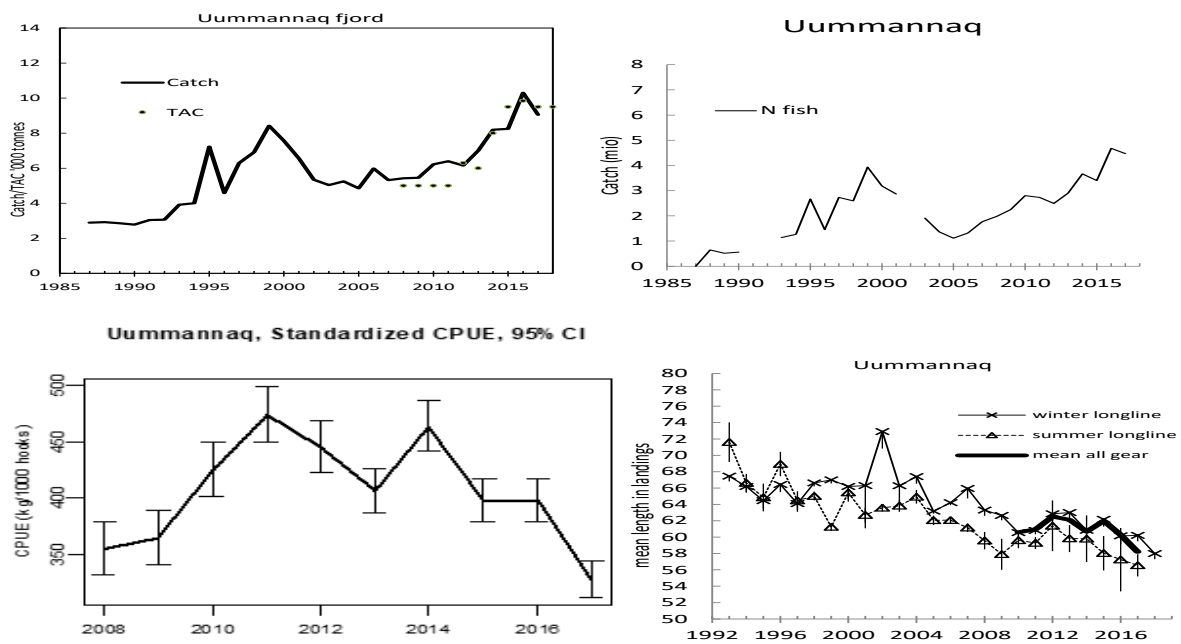 Uummannaq fjord
14
12
10
8
6
4
2
0
Catch/TAC '000 tonnes
Catch
TAC
1985 1990 1995 2000 2005 2010 2015
Uummannaq
8
7
6
5
4
3
2
1
0
Catch (mio)
N fish
1985 1990 1995 2000 2005 2010 2015
Uummannaq, Standardized CPUE, 95% CI
500
450
400
350
CPUE (kg/1000 hooks)
2008 2010 2012 2014 2016
Uummannaq
80
78
76
74
72
70
68
66
64
62
60
58
56
54
52
50
mean length in landings
winter longline
summer longline
mean all gear
1992 1996 2000 2004 2008 2012 2016